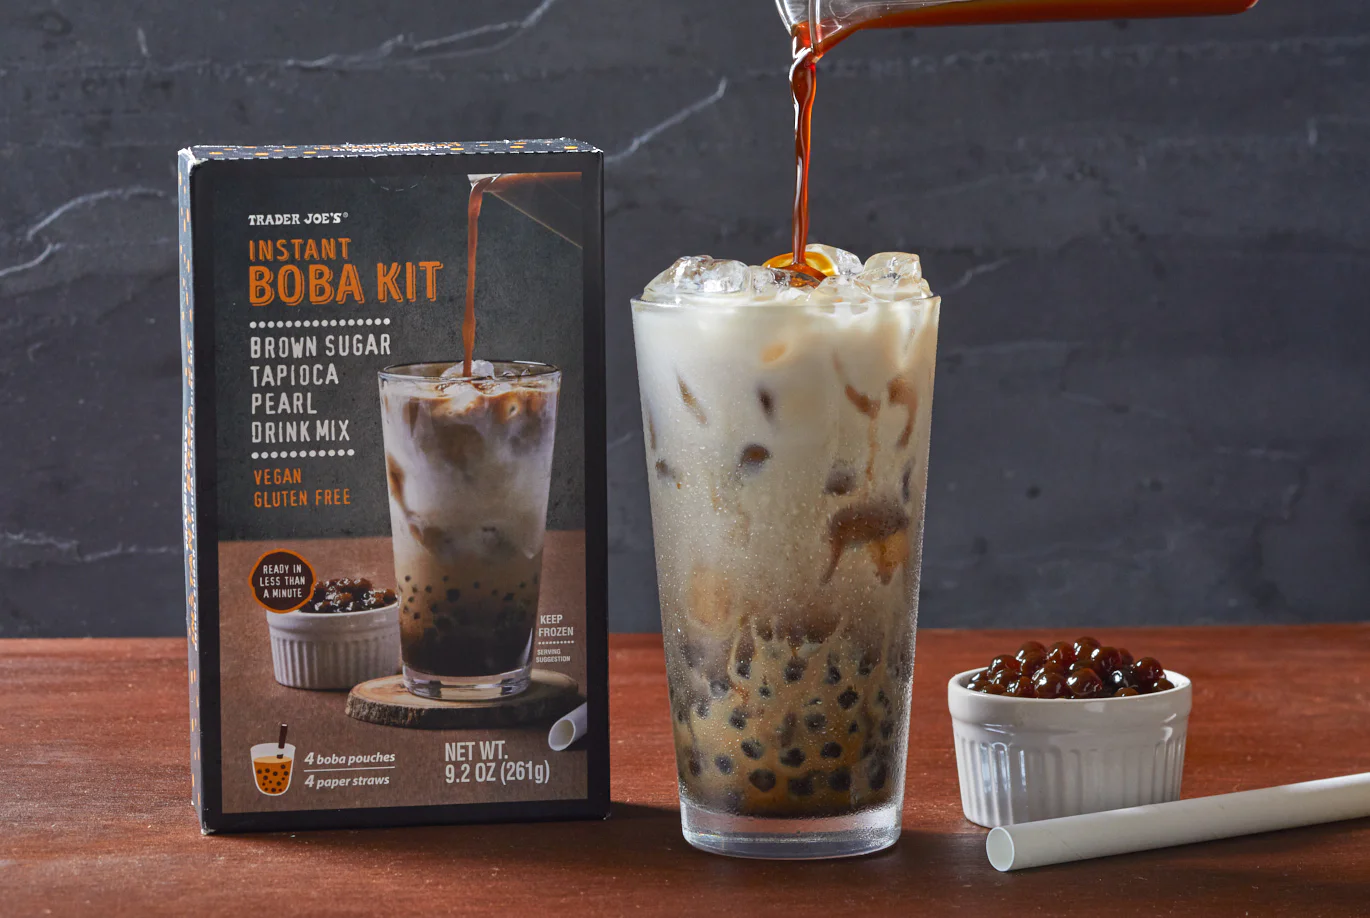 TRADER JOE'S®
INSTANT
BOBA KIT
BROWN SUGAR
TAPIOCA
PEARL
DRINK MIX
VEGAN
GLUTEN FREE
READY IN
LESS THAN
A MINUTE
KEEP
FROZEN
SERVING
SUGGESTION
4 boba pouches
4 paper straws
NET WT.
9.2 OZ (261g)